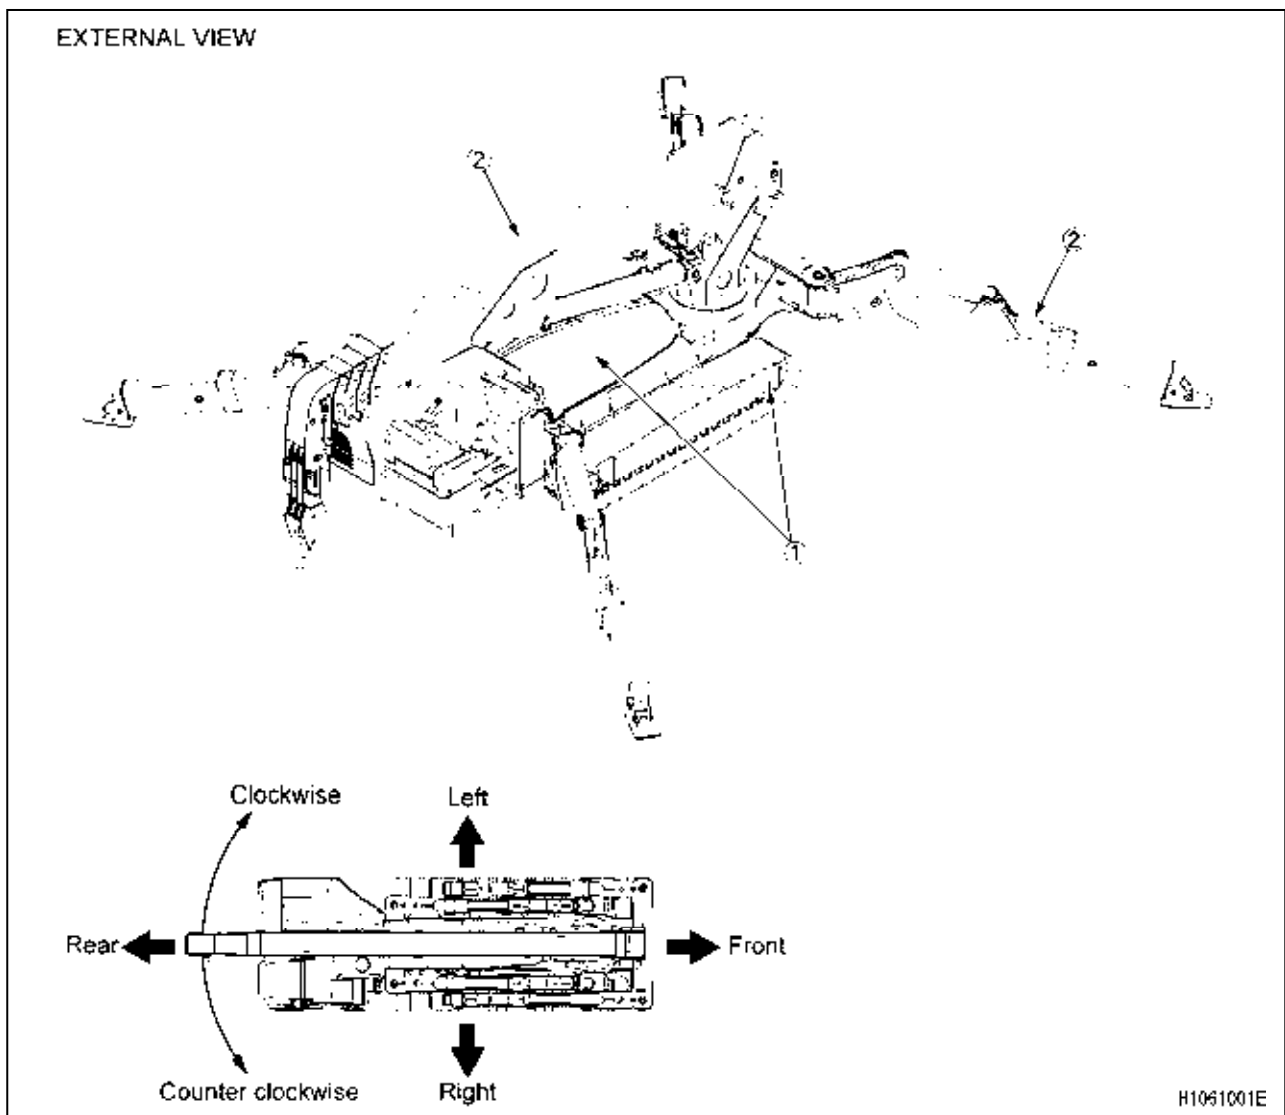 EXTERNAL VIEW
②
②
①
Clockwise
Left
Rear
Front
Counter clockwise
Right
H1061001E